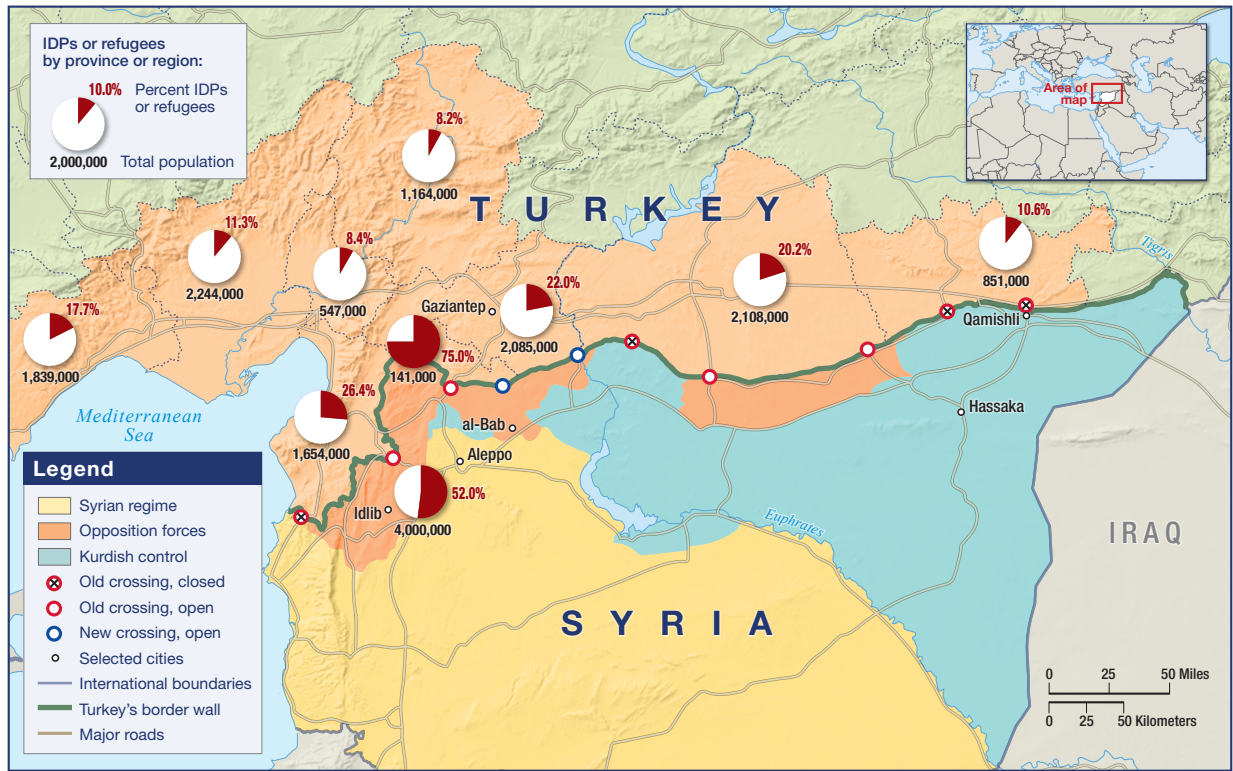 IDPs or refugees
by province or region:
10.0%
Percent IDPs
or refugees
2,000,000
Total population
Area of
map
8.2%
1,164,000
TURKEY
11.3%
2,244,000
8.4%
547,000
17.7%
1,839,000
Gaziantep
22.0%
2,085,000
20.2%
2,108,000
10.6%
851,000
Tigris
Qamishli
75.0%
141,000
26.4%
1,654,000
Mediterranean
Sea
al-Bab
Hassaka
Aleppo
Idlib
52.0%
4,000,000
Euphrates
IRAQ
SYRIA
Legend
Syrian regime
Opposition forces
Kurdish control
Old crossing, closed
Old crossing, open
New crossing, open
Selected cities
International boundaries
Turkey's border wall
Major roads
0 25 50 Miles
0 25 50 Kilometers